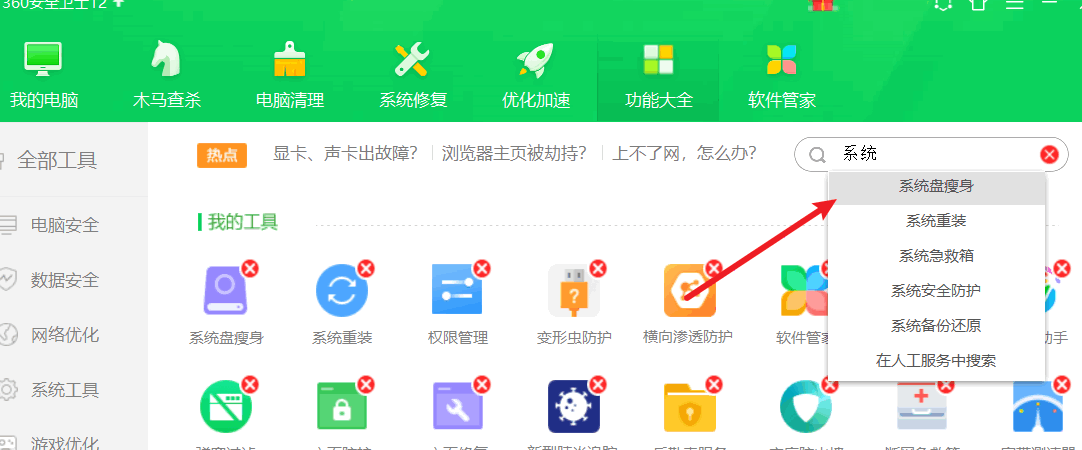 360安全卫士12
我的电脑 木马查杀 电脑清理 系统修复 优化加速 功能大全 软件管家
全部工具
热点 显卡、声卡出故障? 浏览器主页被劫持? 上不了网，怎么办?
系统
系统盘瘦身
系统重装
系统急救箱
系统安全防护
系统备份还原
在人工服务中搜索
电脑安全
数据安全
网络优化
系统工具
游戏优化
我的工具
系统盘瘦身 系统重装 权限管理 变形虫防护 横向渗透防护 软件管家 助手